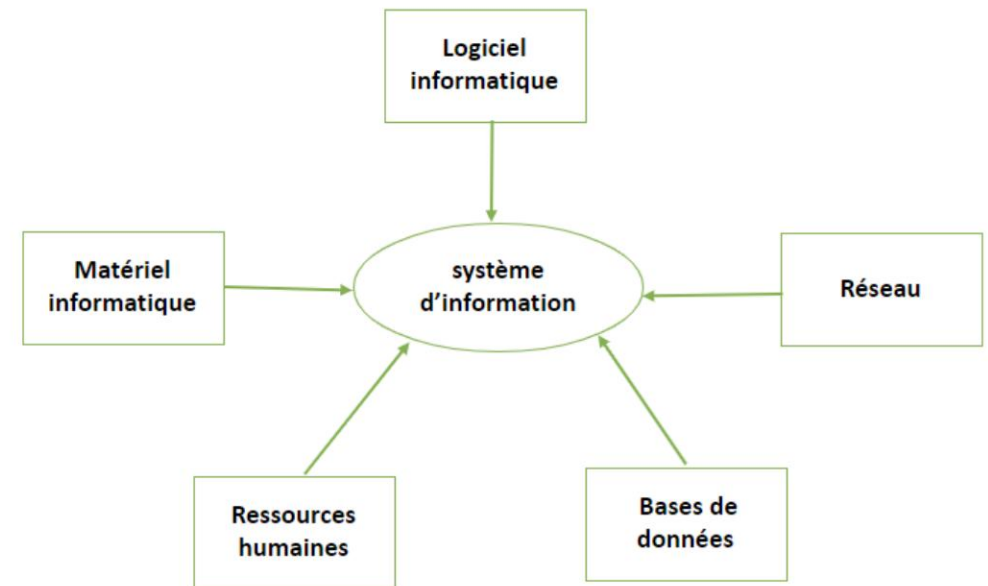 Logiciel
informatique
Matériel
informatique
système
d’information
Réseau
Ressources
humaines
Bases de
données